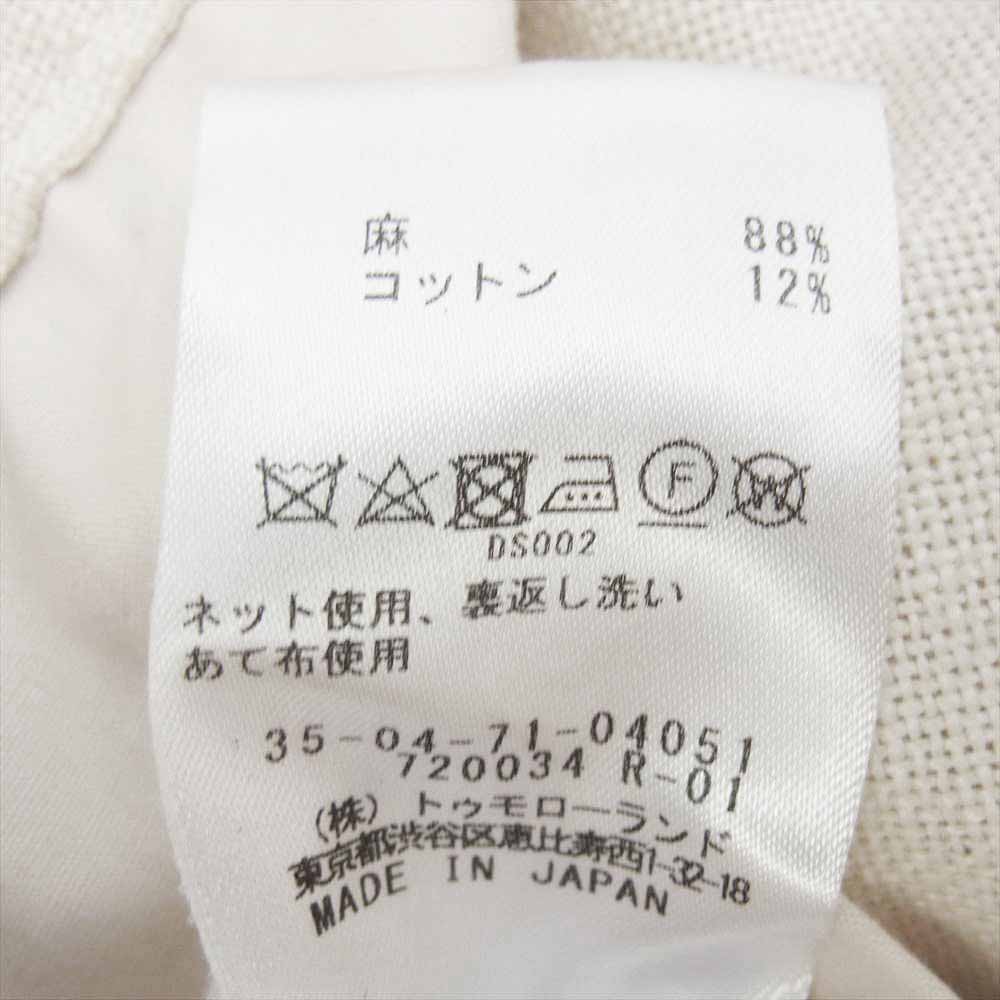 麻 88%
コットン 12%
F W
DS002
ネット使用、裏返し洗い
あて布使用
35-04-71-04051
720034 R-01
(株)トゥモローランド
東京都渋谷区恵比寿西1-32-18
MADE IN JAPAN